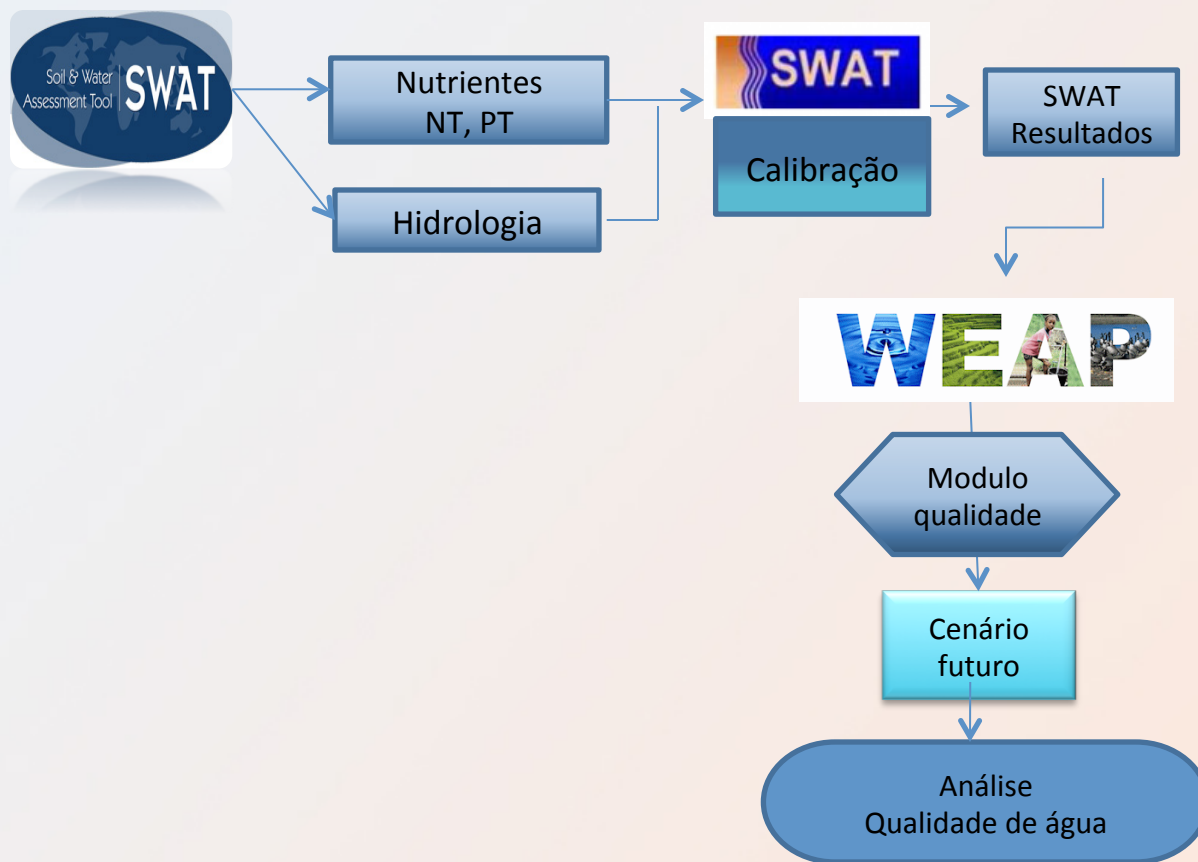 Soil & Water
Assessment Tool
SWAT
Nutrientes
NT, PT
Hidrologia
SWAT
Calibração
SWAT
Resultados
WEAP
Modulo
qualidade
Cenário
futuro
Análise
Qualidade de água